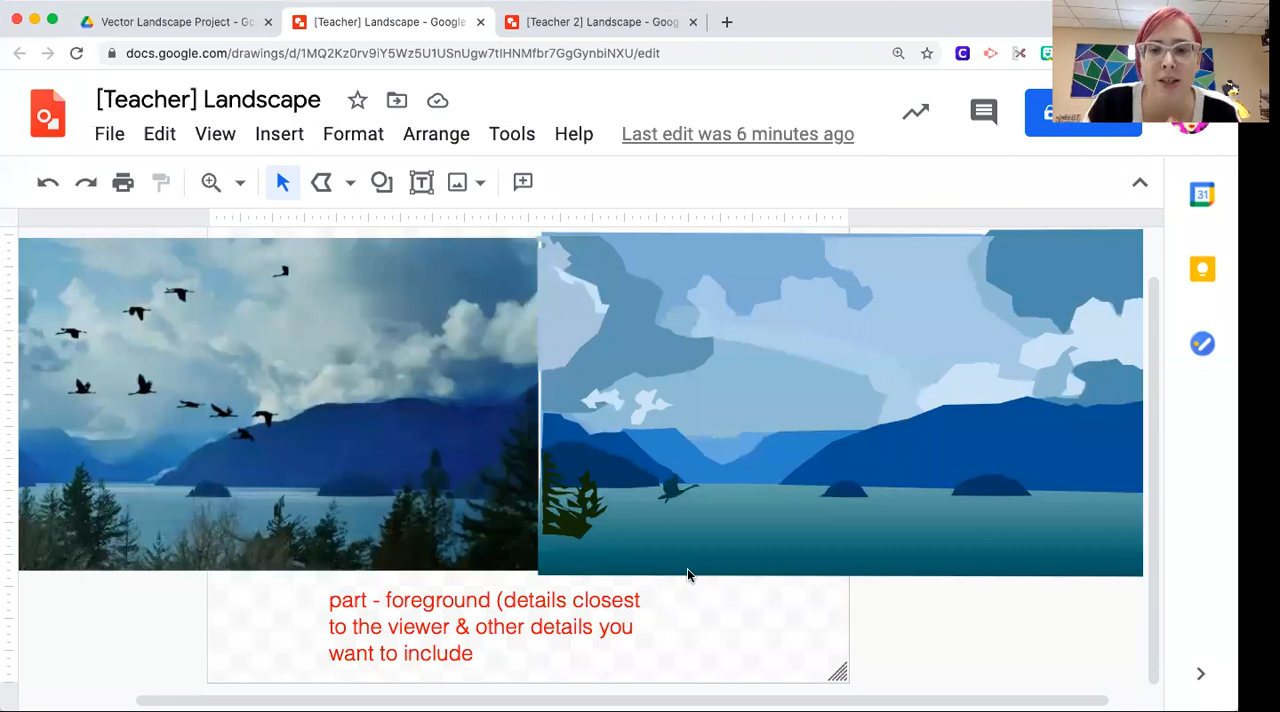 Vector Landscape Project - Go
[Teacher] Landscape - Google
[Teacher 2] Landscape - Goog
docs.google.com/drawings/d/1MQ2Kz0rv9iY5Wz5U1USnUgw7tIHNMfbr7GgGynbiNXU/edit
[Teacher] Landscape
File Edit View Insert Format Arrange Tools Help Last edit was 6 minutes ago
31
part - foreground (details closest
to the viewer & other details you
want to include